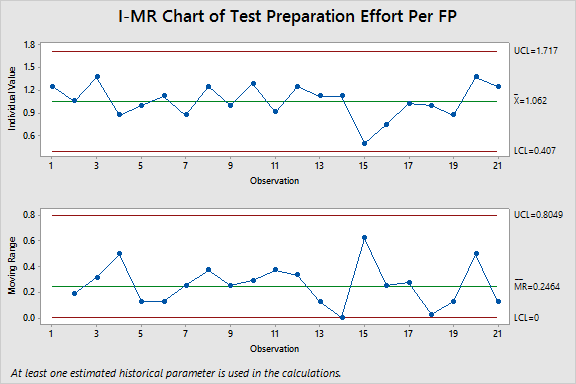 I-MR Chart of Test Preparation Effort Per FP
1.8
1.5
1.2
0.9
0.6
Individual Value
UCL=1.717
X̄=1.062
LCL=0.407
1 3 5 7 9 11 13 15 17 19 21
Observation
0.8
0.6
0.4
0.2
0.0
Moving Range
UCL=0.8049
M̅R̅=0.2464
LCL=0
1 3 5 7 9 11 13 15 17 19 21
Observation
At least one estimated historical parameter is used in the calculations.